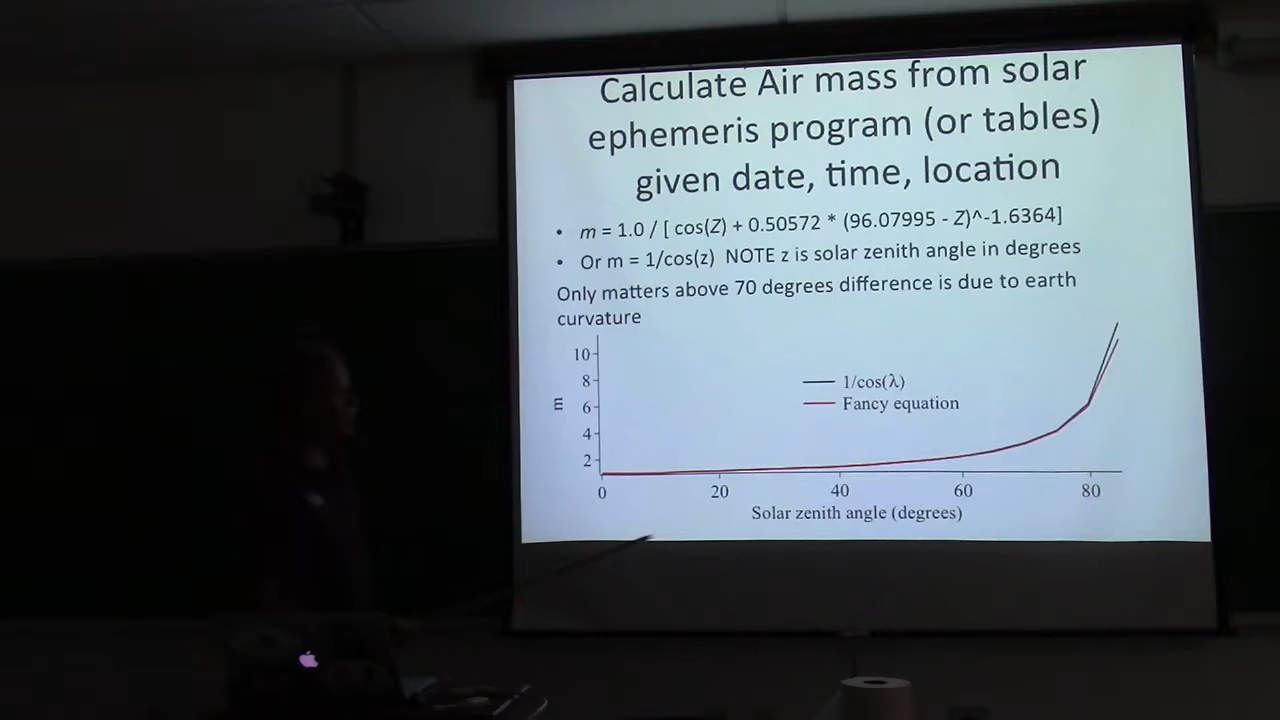 Calculate Air mass from solar
ephemeris program (or tables)
given date, time, location
• m = 1.0 / [ cos(Z) + 0.50572 * (96.07995 - Z)^-1.6364]
• Or m = 1/cos(z) NOTE z is solar zenith angle in degrees
Only matters above 70 degrees difference is due to earth
curvature
10
8
6
4
2
m
1/cos(λ)
Fancy equation
0 20 40 60 80
Solar zenith angle (degrees)